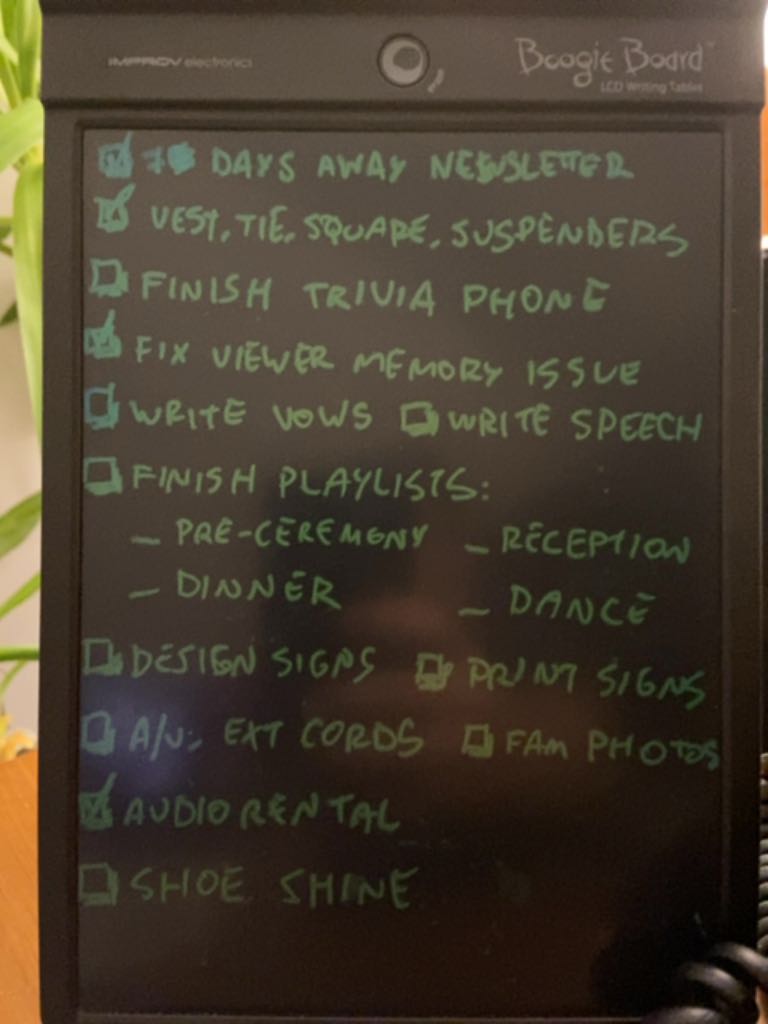 IMPROV electronics Boogie Board™
LCD Writing Tablet
☑ DAYS AWAY NEWSLETTER
☑ VEST, TIE, SQUARE, SUSPENDERS
☐ FINISH TRIVIA PHONE
☑ FIX VIEWER MEMORY ISSUE
☐ WRITE VOWS ☐ WRITE SPEECH
☐ FINISH PLAYLISTS:
– PRE-CEREMONY – RECEPTION
– DINNER – DANCE
☐ DESIGN SIGNS ☐ PRINT SIGNS
☐ A/V, EXT CORDS ☐ FAM PHOTOS
☑ AUDIO RENTAL
☐ SHOE SHINE